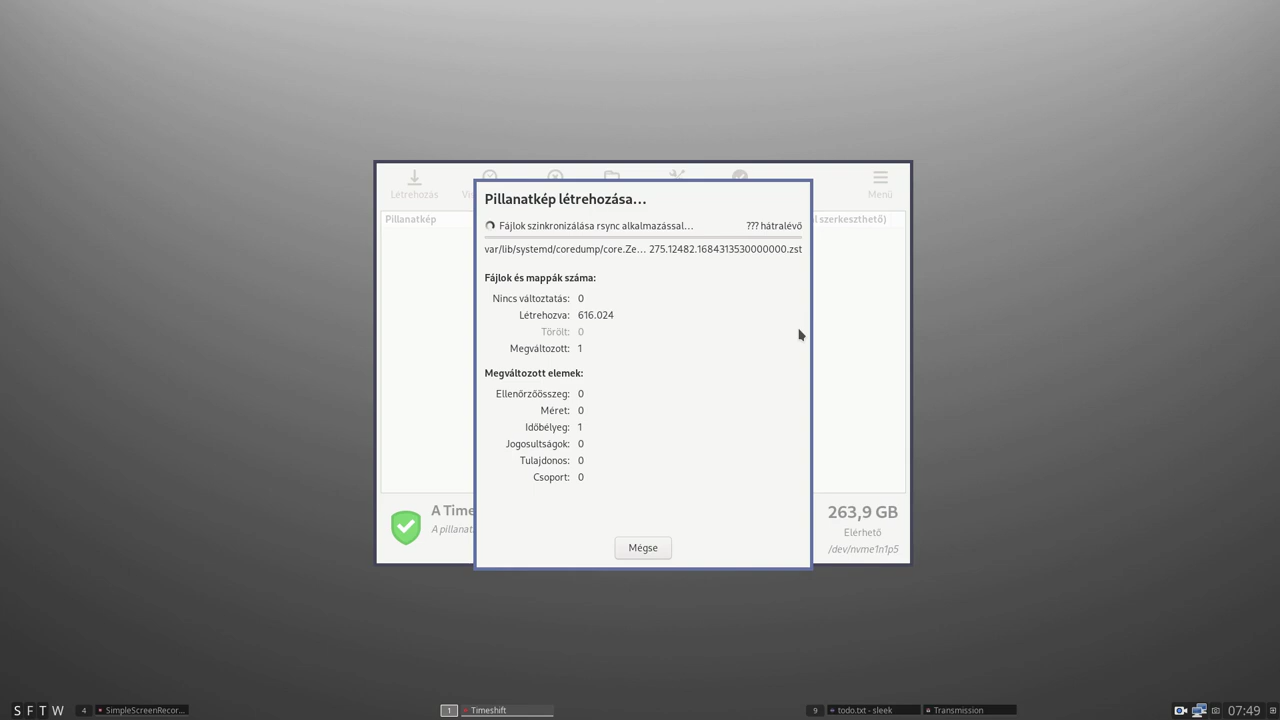 Létrehozás
Menü
Pillanatkép
Pillanatkép létrehozása...
Fájlok szinkronizálása rsync alkalmazással...
??? hátralévő
var/lib/systemd/coredump/core.Ze... 275.12482.1684313530000000.zst
Fájlok és mappák száma:
Nincs változtatás: 0
Létrehozva: 616.024
Törölt: 0
Megváltozott: 1
Megváltozott elemek:
Ellenőrzőösszeg: 0
Méret: 0
Időbélyeg: 1
Jogosultságok: 0
Tulajdonos: 0
Csoport: 0
Mégse
szerkeszthető)
A Time
A pillanat
263,9 GB
Elérhető
/dev/nvme1n1p5
S F T W
4
SimpleScreenRecor...
1
Timeshift
9
todo.txt - sleek
Transmission
07:49